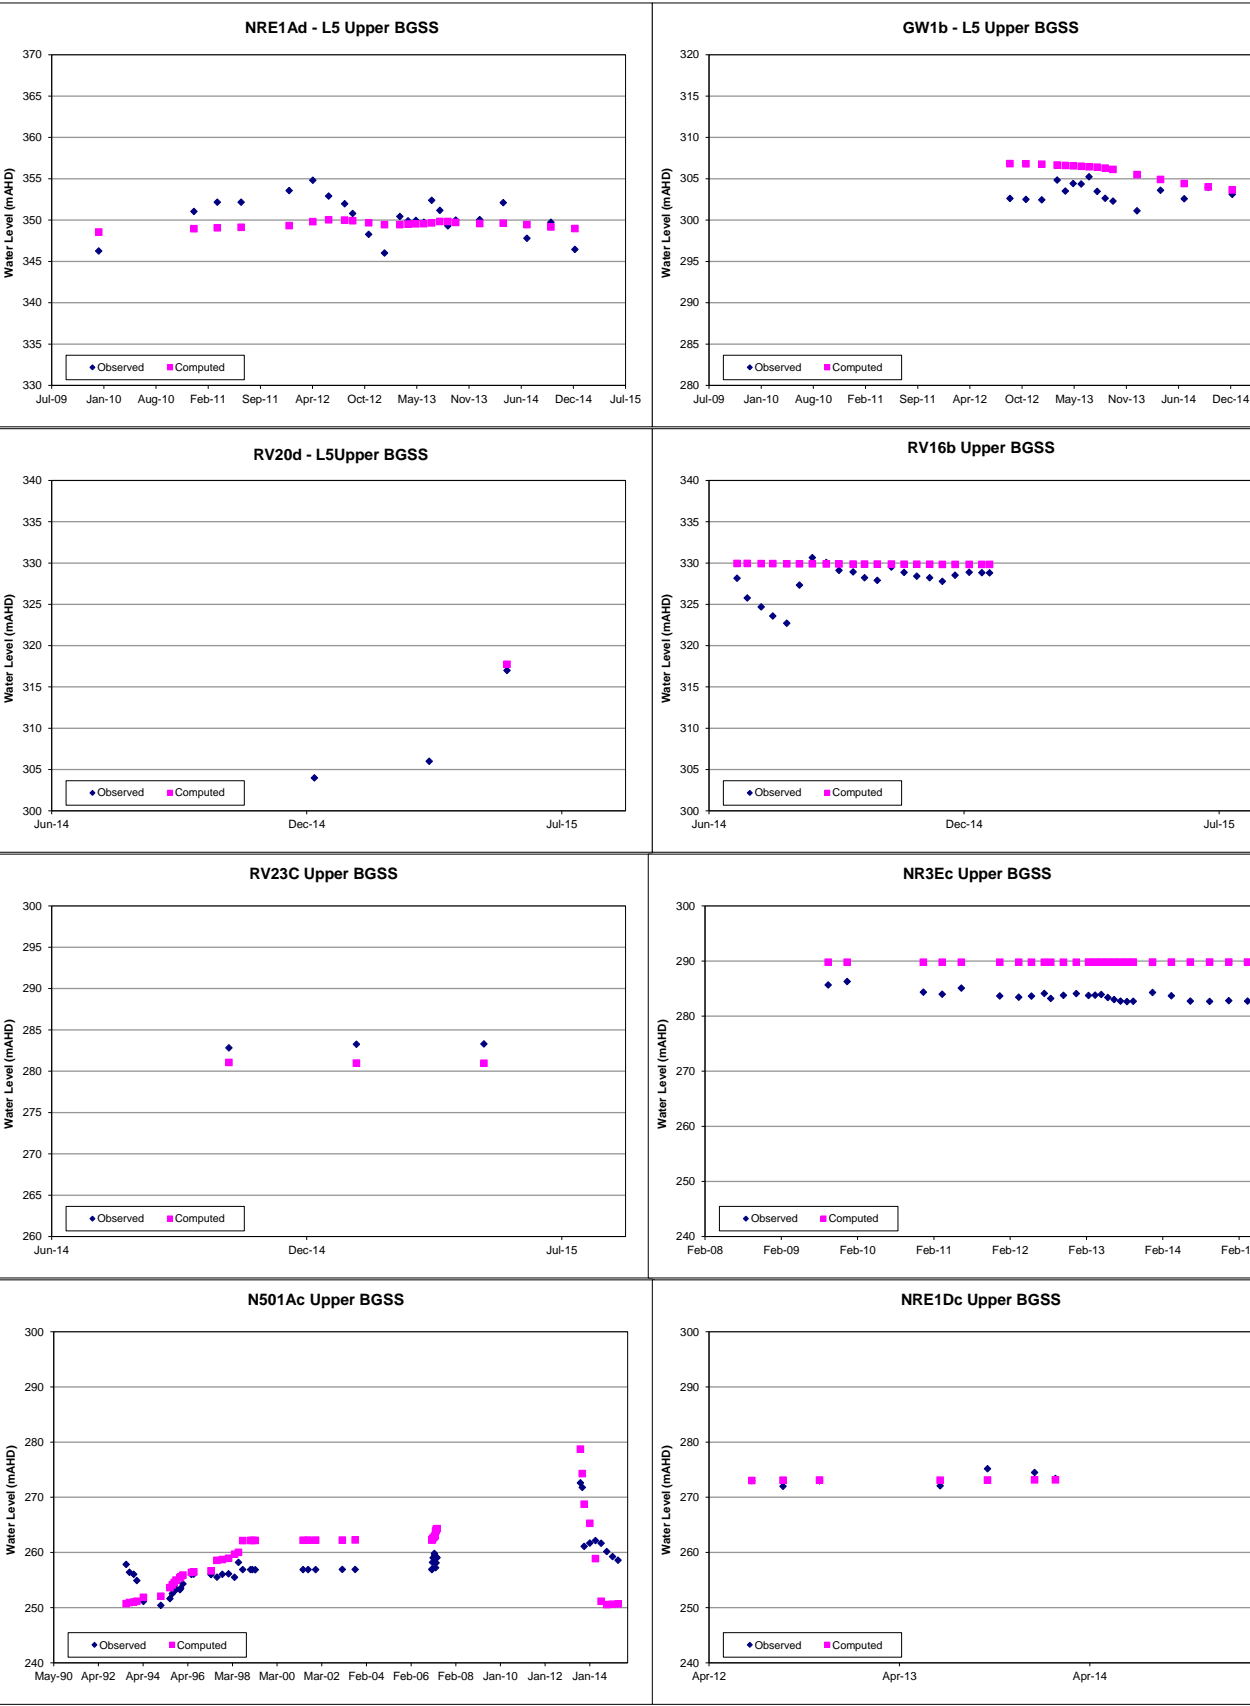 NRE1Ad - L5 Upper BGSS
370
365
360
355
350
345
340
335
330
Water Level (mAHD)
Observed Computed
Jul-09 Jan-10 Aug-10 Feb-11 Sep-11 Apr-12 Oct-12 May-13 Nov-13 Jun-14 Dec-14 Jul-15
GW1b - L5 Upper BGSS
320
315
310
305
300
295
290
285
280
Water Level (mAHD)
Observed Computed
Jul-09 Jan-10 Aug-10 Feb-11 Sep-11 Apr-12 Oct-12 May-13 Nov-13 Jun-14 Dec-14
RV20d - L5Upper BGSS
340
335
330
325
320
315
310
305
300
Water Level (mAHD)
Observed Computed
Jun-14 Dec-14 Jul-15
RV16b Upper BGSS
340
335
330
325
320
315
310
305
300
Water Level (mAHD)
Observed Computed
Jun-14 Dec-14 Jul-15
RV23C Upper BGSS
300
295
290
285
280
275
270
265
260
Water Level (mAHD)
Observed Computed
Jun-14 Dec-14 Jul-15
NR3Ec Upper BGSS
300
290
280
270
260
250
240
Water Level (mAHD)
Observed Computed
Feb-08 Feb-09 Feb-10 Feb-11 Feb-12 Feb-13 Feb-14 Feb-1
N501Ac Upper BGSS
300
290
280
270
260
250
240
Water Level (mAHD)
Observed Computed
May-90 Apr-92 Apr-94 Apr-96 Mar-98 Mar-00 Mar-02 Feb-04 Feb-06 Feb-08 Jan-10 Jan-12 Jan-14
NRE1Dc Upper BGSS
300
290
280
270
260
250
240
Water Level (mAHD)
Observed Computed
Apr-12 Apr-13 Apr-14